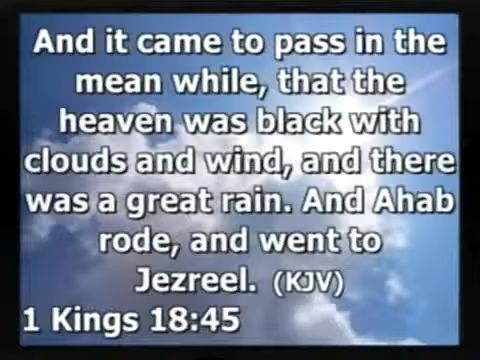 And it came to pass in the
mean while, that the
heaven was black with
clouds and wind, and there
was a great rain. And Ahab
rode, and went to
Jezreel. (KJV)
1 Kings 18:45